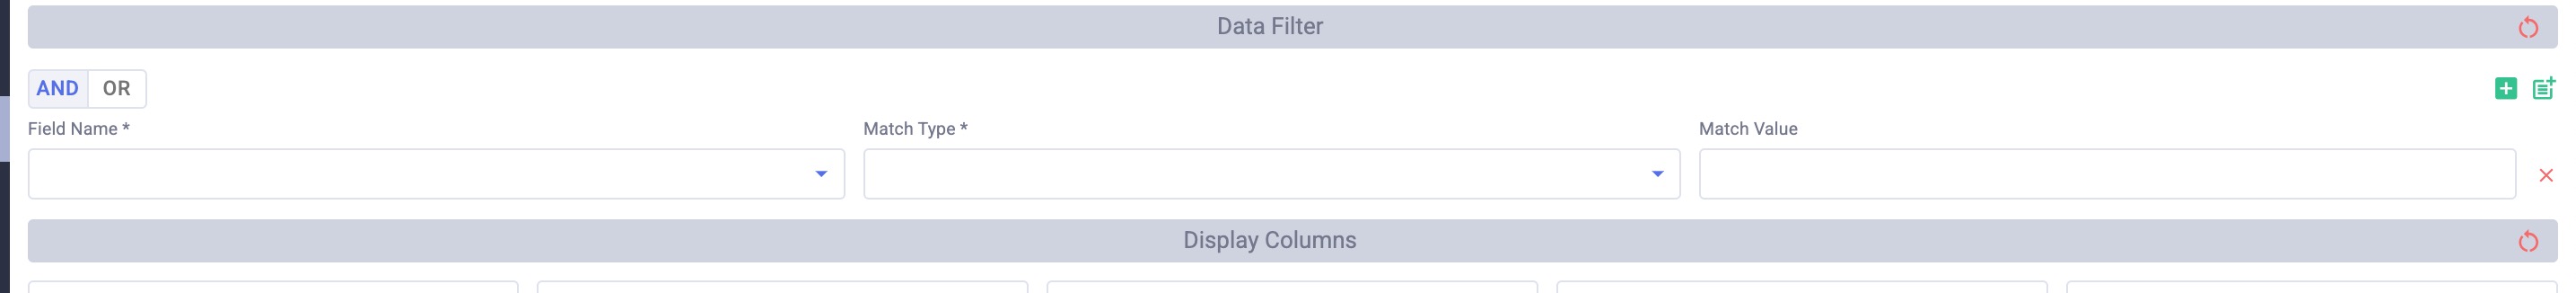 Data Filter
AND OR
Field Name * Match Type * Match Value
Display Columns